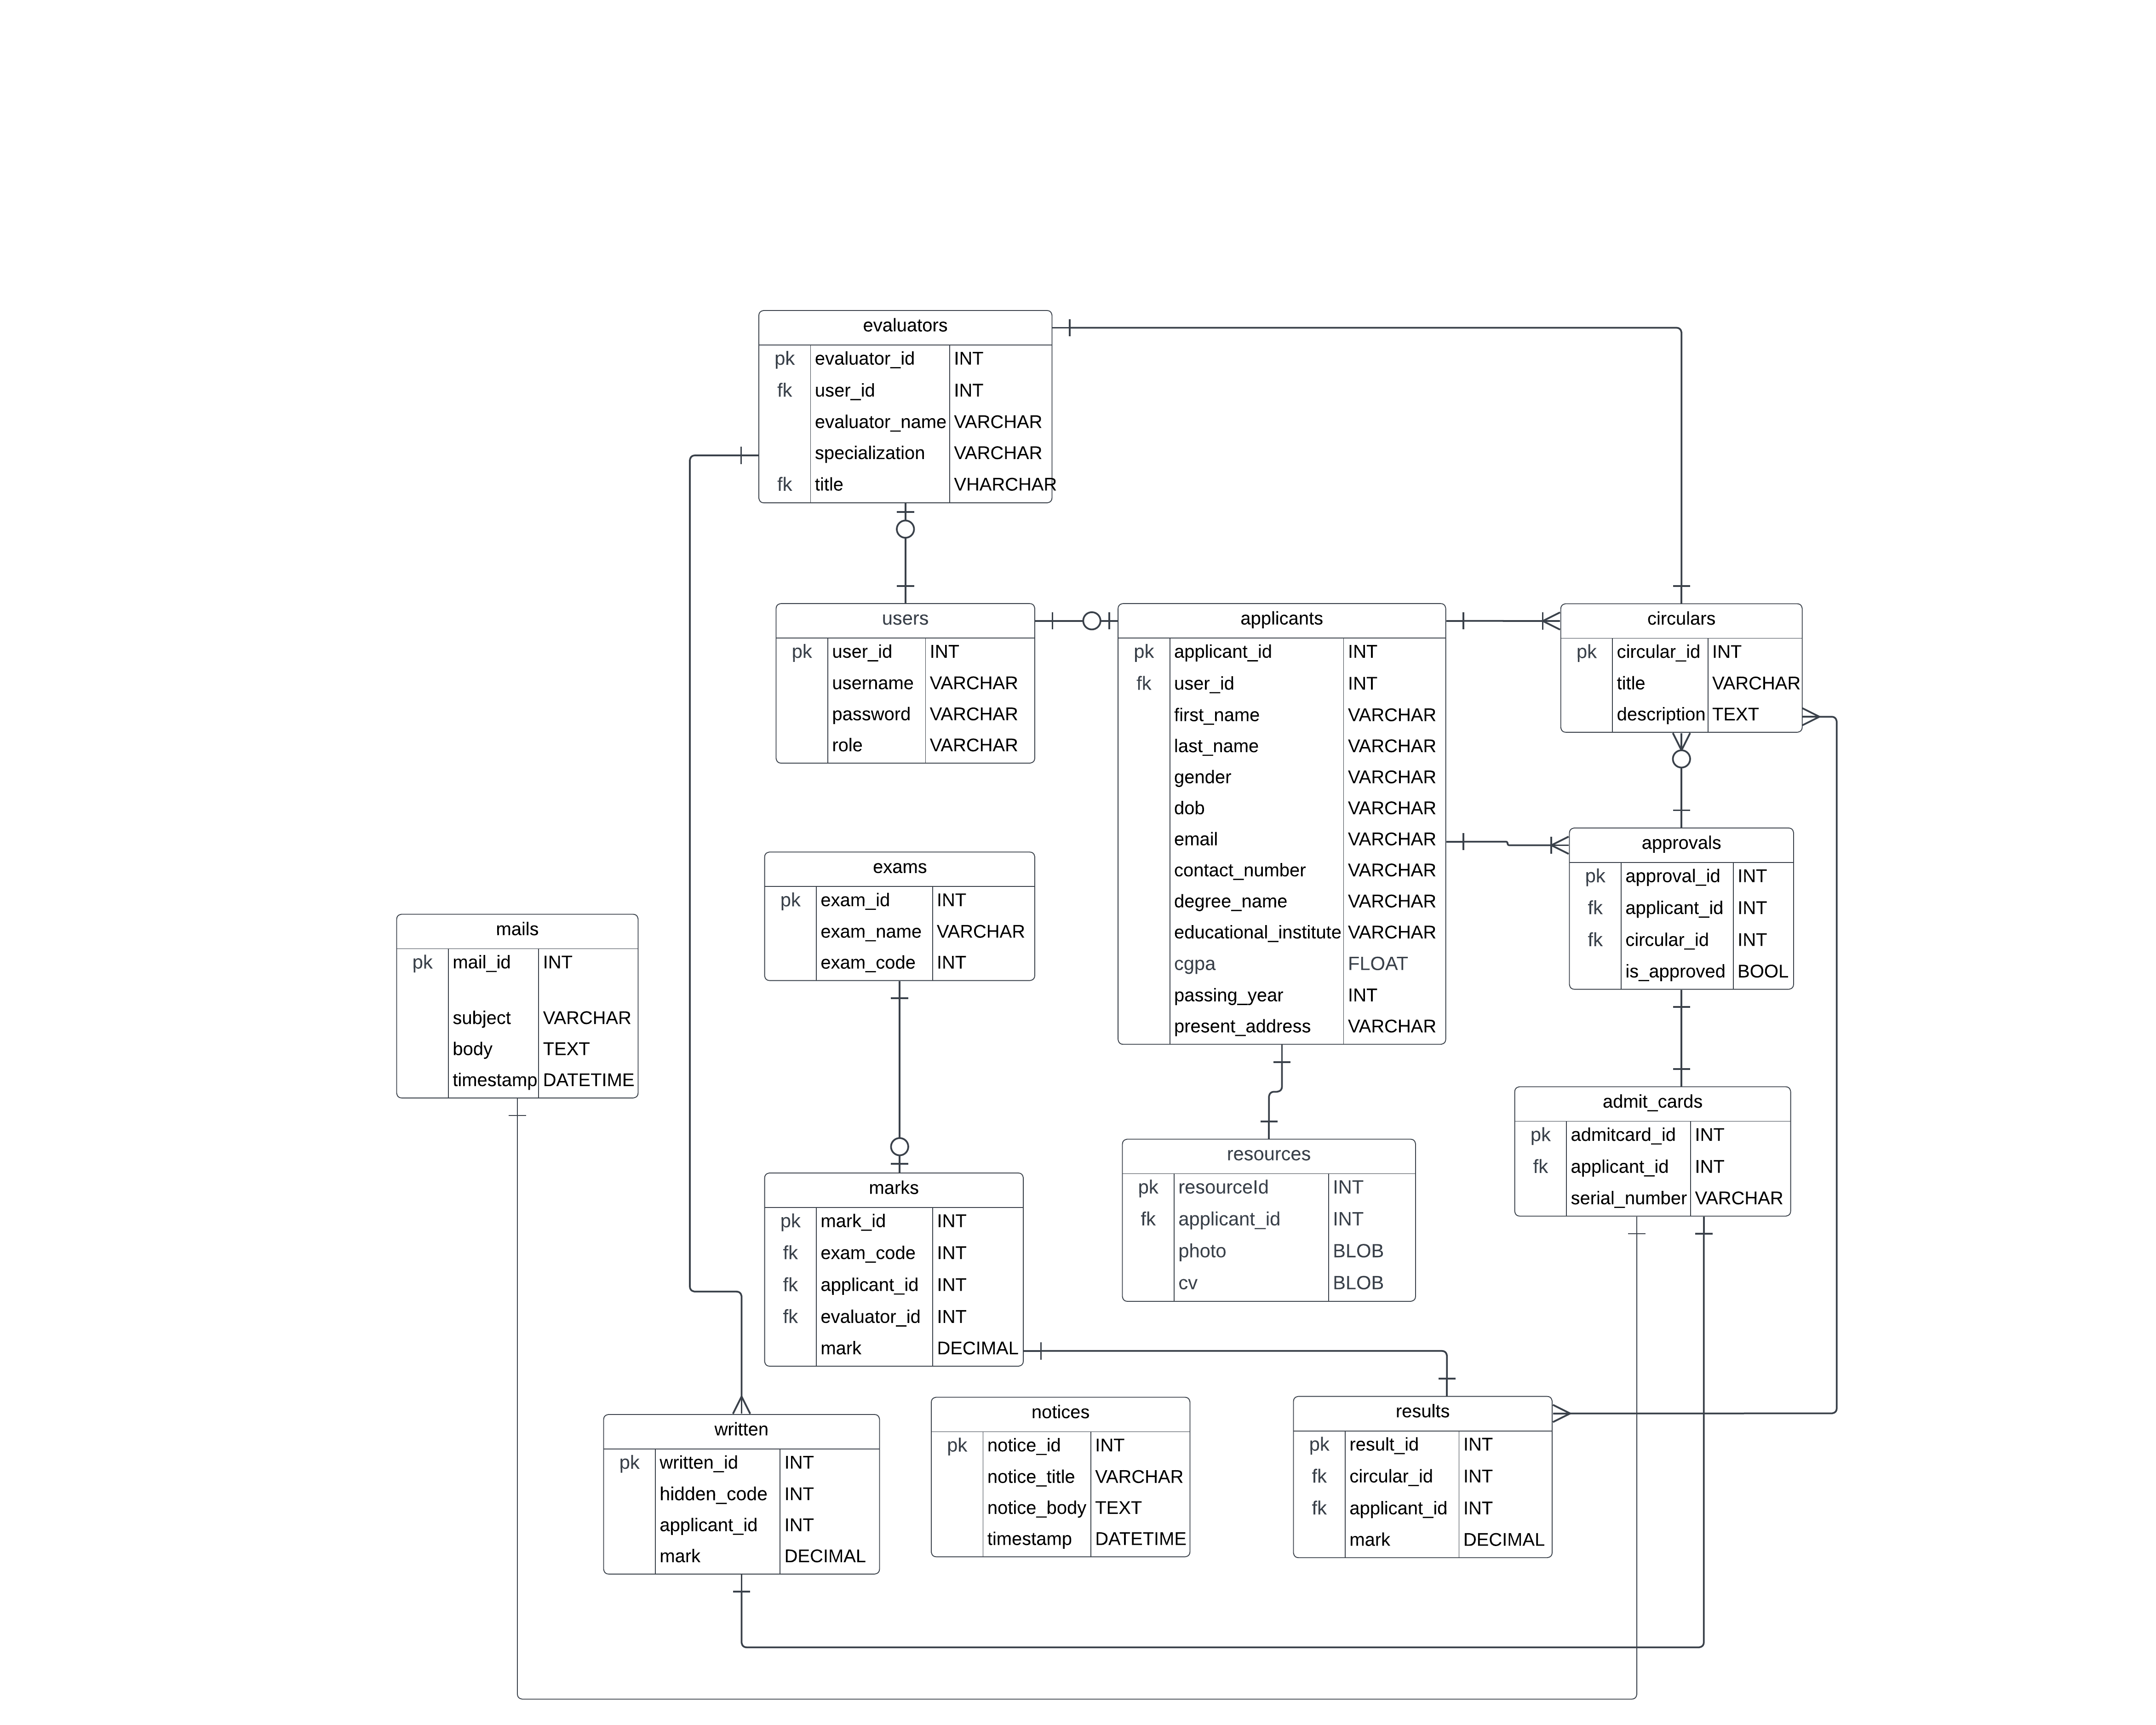 evaluators
pk evaluator_id INT
fk user_id INT
evaluator_name VARCHAR
specialization VARCHAR
fk title VHARCHAR
users
pk user_id INT
username VARCHAR
password VARCHAR
role VARCHAR
applicants
pk applicant_id INT
fk user_id INT
first_name VARCHAR
last_name VARCHAR
gender VARCHAR
dob VARCHAR
email VARCHAR
contact_number VARCHAR
degree_name VARCHAR
educational_institute VARCHAR
cgpa FLOAT
passing_year INT
present_address VARCHAR
circulars
pk circular_id INT
title VARCHAR
description TEXT
approvals
pk approval_id INT
fk applicant_id INT
fk circular_id INT
is_approved BOOL
exams
pk exam_id INT
exam_name VARCHAR
exam_code INT
mails
pk mail_id INT
subject VARCHAR
body TEXT
timestamp DATETIME
admit_cards
pk admitcard_id INT
fk applicant_id INT
serial_number VARCHAR
resources
pk resourceId INT
fk applicant_id INT
photo BLOB
cv BLOB
marks
pk mark_id INT
fk exam_code INT
fk applicant_id INT
fk evaluator_id INT
mark DECIMAL
written
pk written_id INT
hidden_code INT
applicant_id INT
mark DECIMAL
notices
pk notice_id INT
notice_title VARCHAR
notice_body TEXT
timestamp DATETIME
results
pk result_id INT
fk circular_id INT
fk applicant_id INT
mark DECIMAL